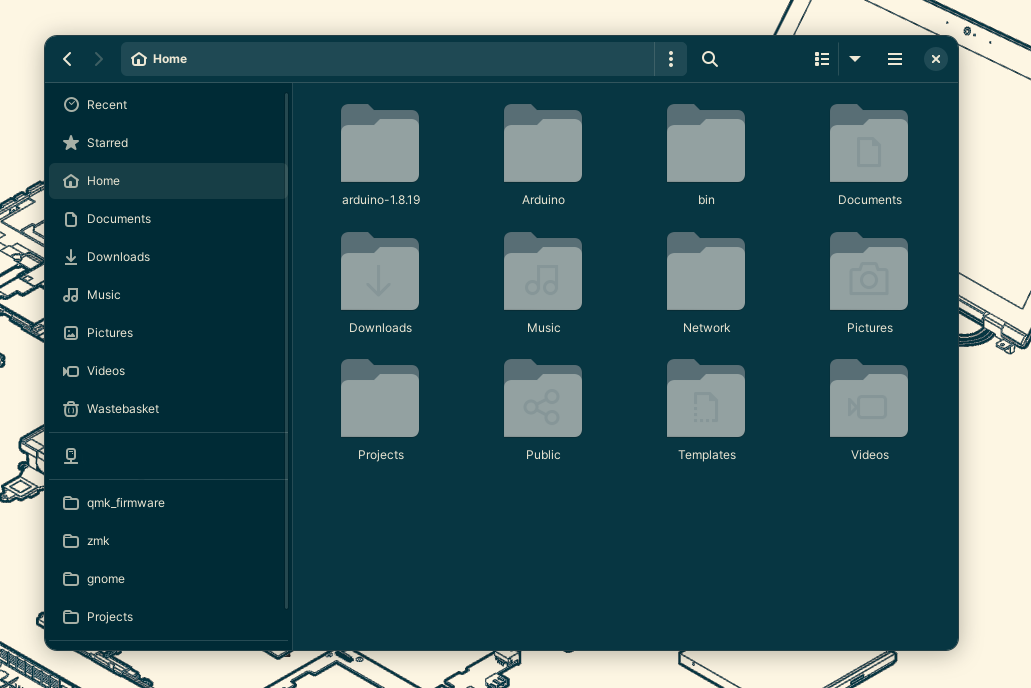 Home
Recent
Starred
Home
Documents
Downloads
Music
Pictures
Videos
Wastebasket
qmk_firmware
zmk
gnome
Projects
arduino-1.8.19
Arduino
bin
Documents
Downloads
Music
Network
Pictures
Projects
Public
Templates
Videos